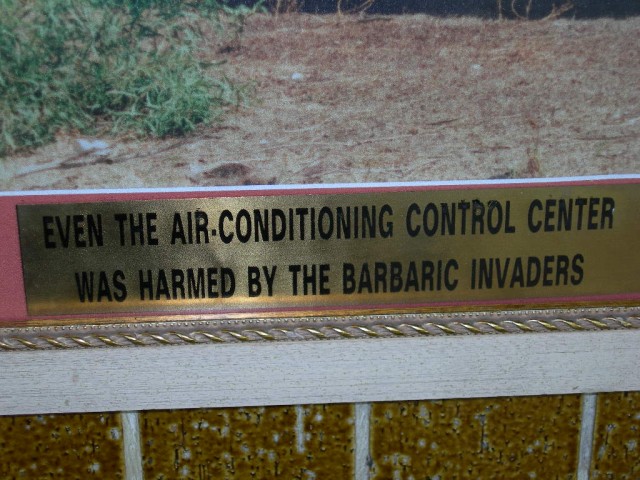 EVEN THE AIR-CONDITIONING CONTROL CENTER
WAS HARMED BY THE BARBARIC INVADERS